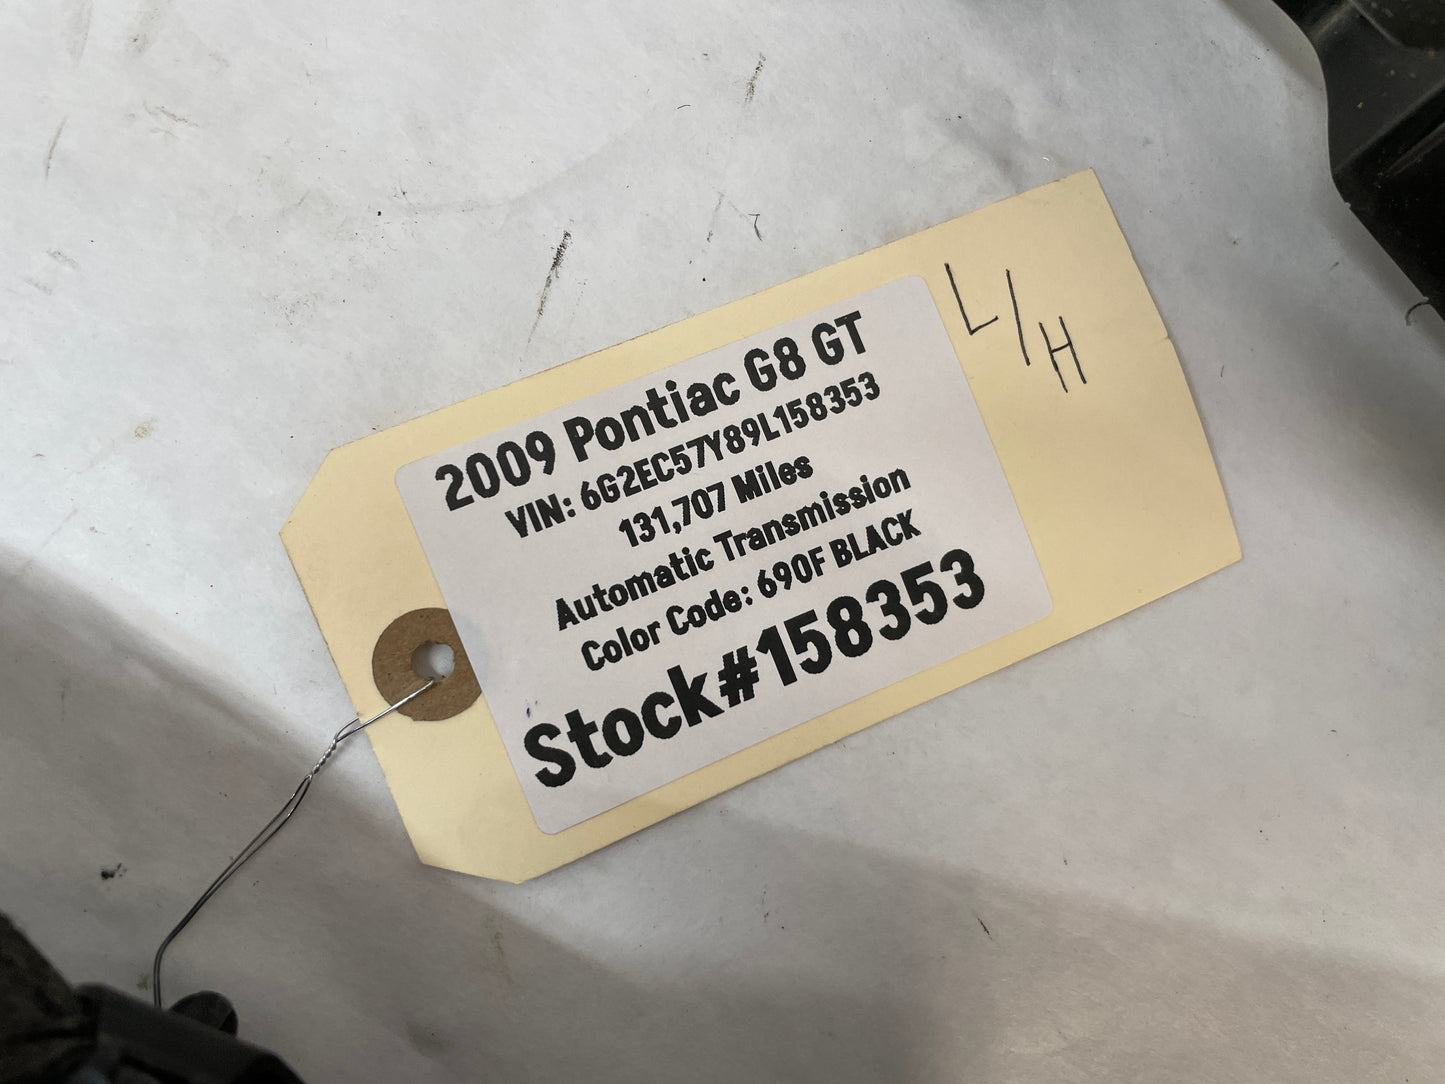 2009 Pontiac G8 GT
VIN: 6G2EC57Y89L158353
131,707 Miles
Automatic Transmission
Color Code: 690F BLACK
Stock#158353
L/H